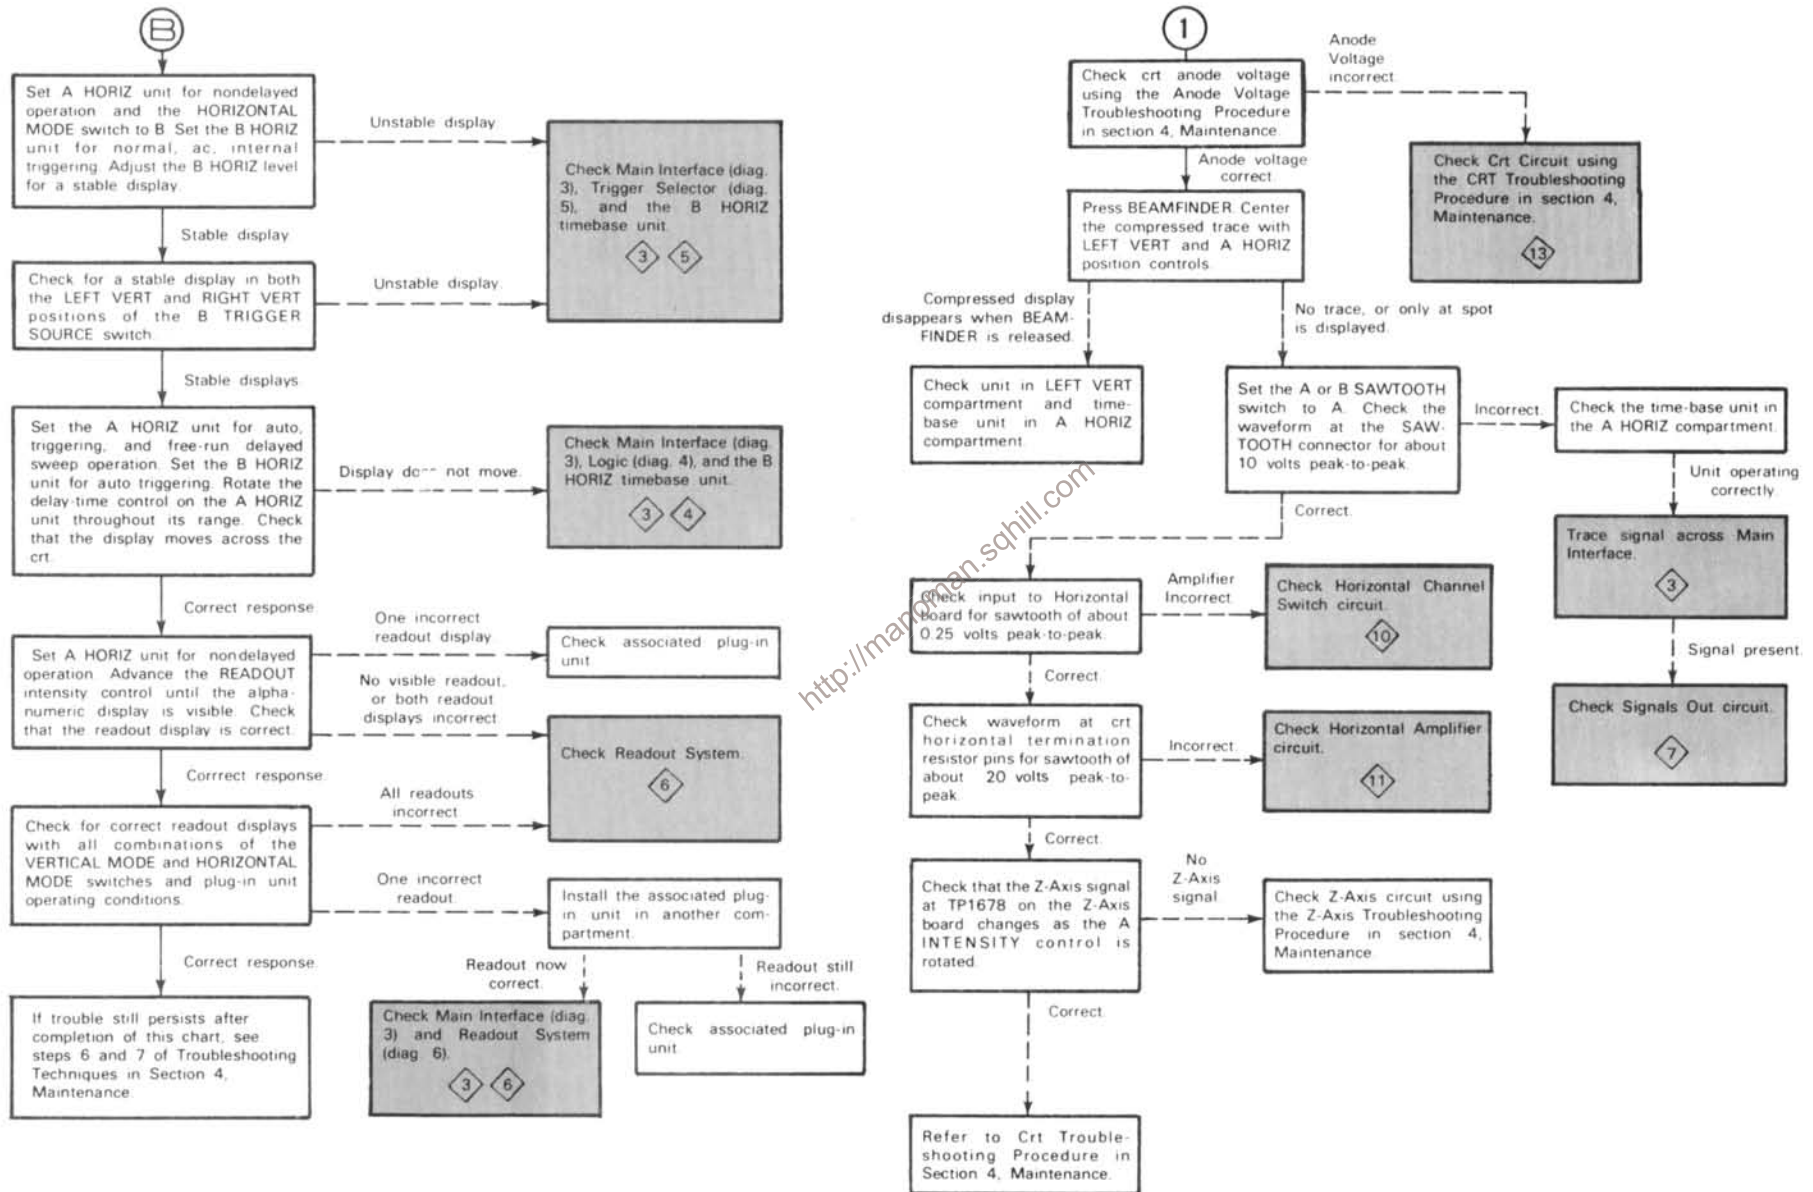 B
Set A HORIZ unit for nondelayed
operation and the HORIZONTAL
MODE switch to B. Set the B HORIZ
unit for normal, ac, internal
triggering. Adjust the B HORIZ level
for a stable display.
Unstable display
Check Main Interface (diag.
3), Trigger Selector (diag.
5), and the B HORIZ
timebase unit.
3 5
Stable display
Check for a stable display in both
the LEFT VERT and RIGHT VERT
positions of the B TRIGGER
SOURCE switch.
Unstable display.
Stable displays
Set the A HORIZ unit for auto,
triggering, and free-run delayed
sweep operation. Set the B HORIZ
unit for auto triggering. Rotate the
delay-time control on the A HORIZ
unit throughout its range. Check
that the display moves across the
crt.
Display not move.
Check Main Interface (diag.
3), Logic (diag. 4), and the B
HORIZ timebase unit.
3 4
Correct response
Set A HORIZ unit for nondelayed
operation. Advance the READOUT
intensity control until the alpha-
numeric display is visible. Check
that the readout display is correct.
One incorrect
readout display
Check associated plug-in
unit
No visible readout,
or both readout
displays incorrect
Check Readout System.
6
Corrrect response.
All readouts
incorrect
Check for correct readout displays
with all combinations of the
VERTICAL MODE and HORIZONTAL
MODE switches and plug-in unit
operating conditions.
One incorrect
readout.
Install the associated plug-
in unit in another com-
partment.
Correct response.
Readout now
correct.
Readout still
incorrect.
If trouble still persists after
completion of this chart, see
steps 6 and 7 of Troubleshooting
Techniques in Section 4,
Maintenance
Check Main Interface (diag.
3) and Readout System
(diag 6).
3 6
Check associated plug-in
unit
1
Check crt anode voltage
using the Anode Voltage
Troubleshooting Procedure
in section 4, Maintenance.
Anode
Voltage
incorrect.
Check Crt Circuit using
the CRT Troubleshooting
Procedure in section 4,
Maintenance.
13
Anode voltage
correct.
Press BEAMFINDER. Center
the compressed trace with
LEFT VERT and A HORIZ
position controls.
Compressed display
disappears when BEAM-
FINDER is released.
No trace, or only at spot
is displayed.
Check unit in LEFT VERT
compartment and time-
base unit in A HORIZ
compartment.
Set the A or B SAWTOOTH
switch to A. Check the
waveform at the SAW-
TOOTH connector for about
10 volts peak-to-peak.
Incorrect.
Check the time-base unit in
the A HORIZ compartment.
Unit operating
correctly.
Trace signal across Main
Interface.
3
Signal present.
Check Signals Out circuit.
7
Correct.
Check input to Horizontal
board for sawtooth of about
0.25 volts peak-to-peak.
Amplifier
Incorrect.
Check Horizontal Channel
Switch circuit.
10
Correct.
Check waveform at crt
horizontal termination
resistor pins for sawtooth of
about 20 volts peak-to-
peak.
Incorrect.
Check Horizontal Amplifier
circuit.
11
Correct.
Check that the Z-Axis signal
at TP1678 on the Z-Axis
board changes as the A
INTENSITY control is
rotated.
No
Z-Axis
signal
Check Z-Axis circuit using
the Z-Axis Troubleshooting
Procedure in section 4,
Maintenance
Correct.
Refer to Crt Trouble-
shooting Procedure in
Section 4, Maintenance.
http://manoman.sqhill.com